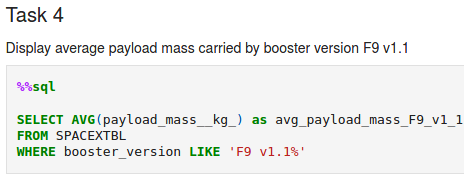 Task 4
Display average payload mass carried by booster version F9 v1.1
%%sql
SELECT AVG(payload_mass__kg_) as avg_payload_mass_F9_v1_1
FROM SPACEXTBL
WHERE booster_version LIKE 'F9 v1.1%'